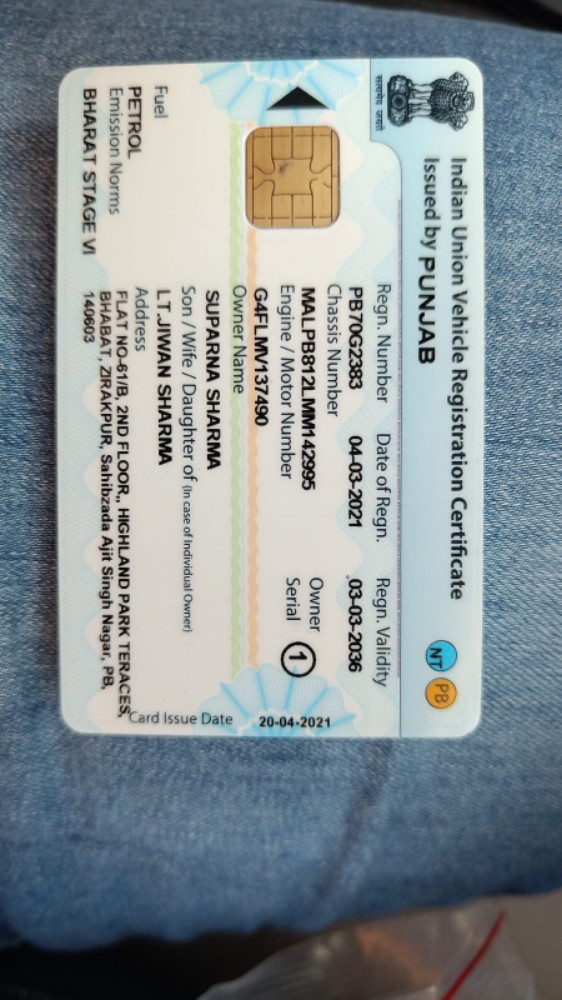 सत्यमेव जयते
Indian Union Vehicle Registration Certificate
Issued by PUNJAB
NT PB
Regn. Number Date of Regn. Regn. Validity
PB70G2383 04-03-2021 03-03-2036
Chassis Number
MALPB812LMM142995
Engine / Motor Number
G4FLMV137490
Owner Serial 1
Owner Name
SUPARNA SHARMA
Son / Wife / Daughter of (In case of Individual Owner)
LT.JIWAN SHARMA
Fuel
PETROL
Emission Norms
BHARAT STAGE VI
Address
FLAT NO-61/B, 2ND FLOOR,, HIGHLAND PARK TERACES,
BHABAT, ZIRAKPUR, Sahibzada Ajit Singh Nagar, PB,
140603
Card Issue Date 20-04-2021